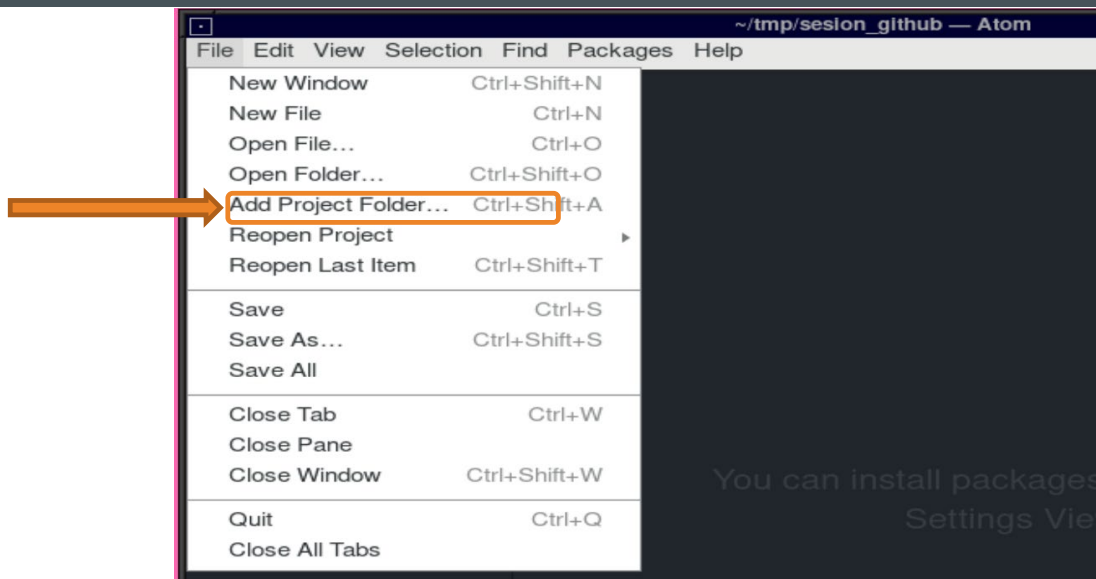 ~/tmp/sesion_github — Atom
File Edit View Selection Find Packages Help
New Window Ctrl+Shift+N
New File Ctrl+N
Open File... Ctrl+O
Open Folder... Ctrl+Shift+O
Add Project Folder... Ctrl+Shift+A
Reopen Project
Reopen Last Item Ctrl+Shift+T
Save Ctrl+S
Save As... Ctrl+Shift+S
Save All
Close Tab Ctrl+W
Close Pane
Close Window Ctrl+Shift+W
Quit Ctrl+Q
Close All Tabs
You can install packages
Settings Vie